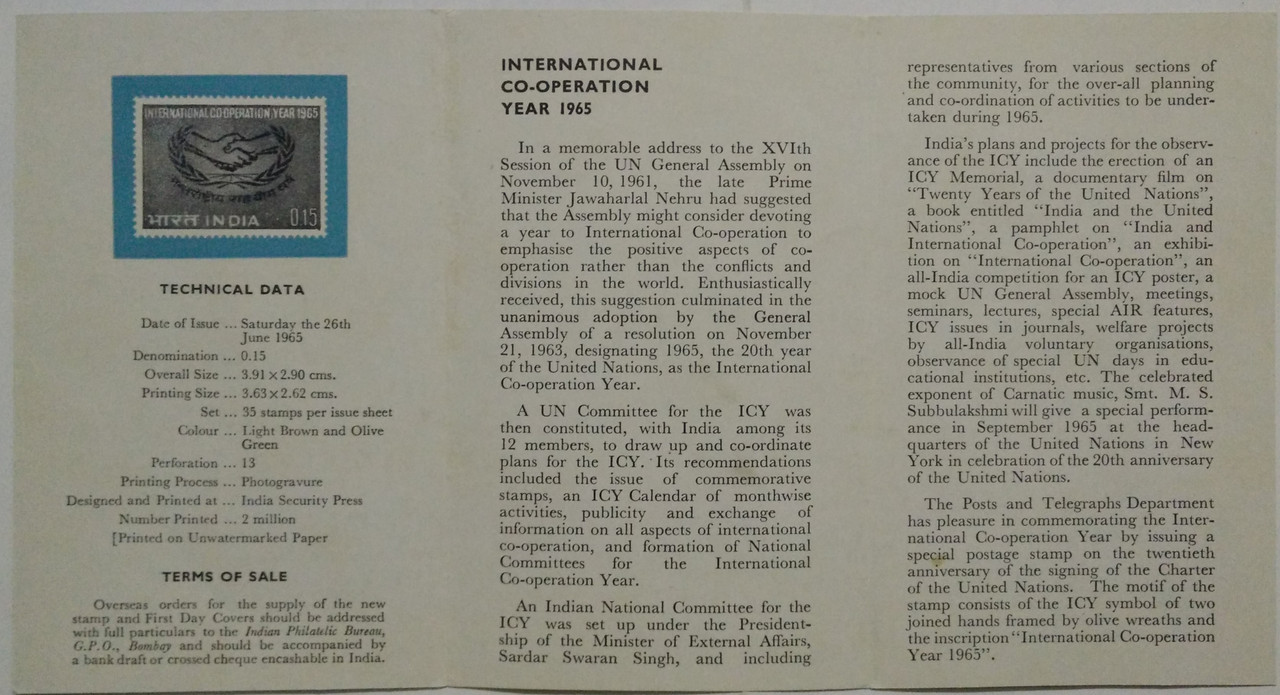 INTERNATIONAL CO-OPERATION YEAR 1965
भारत INDIA 0.15
TECHNICAL DATA
Date of Issue ... Saturday the 26th
June 1965
Denomination ... 0.15
Overall Size ... 3.91 × 2.90 cms.
Printing Size ... 3.63 × 2.62 cms.
Set ... 35 stamps per issue sheet
Colour ... Light Brown and Olive
Green
Perforation ... 13
Printing Process ... Photogravure
Designed and Printed at ... India Security Press
Number Printed ... 2 million
[Printed on Unwatermarked Paper
TERMS OF SALE
Overseas orders for the supply of the new
stamp and First Day Covers should be addressed
with full particulars to the Indian Philatelic Bureau,
G.P.O., Bombay and should be accompanied by
a bank draft or crossed cheque encashable in India.
INTERNATIONAL
CO-OPERATION
YEAR 1965
In a memorable address to the XVIth
Session of the UN General Assembly on
November 10, 1961, the late Prime
Minister Jawaharlal Nehru had suggested
that the Assembly might consider devoting
a year to International Co-operation to
emphasise the positive aspects of co-
operation rather than the conflicts and
divisions in the world. Enthusiastically
received, this suggestion culminated in the
unanimous adoption by the General
Assembly of a resolution on November
21, 1963, designating 1965, the 20th year
of the United Nations, as the International
Co-operation Year.
A UN Committee for the ICY was
then constituted, with India among its
12 members, to draw up and co-ordinate
plans for the ICY. Its recommendations
included the issue of commemorative
stamps, an ICY Calendar of monthwise
activities, publicity and exchange of
information on all aspects of international
co-operation, and formation of National
Committees for the International
Co-operation Year.
An Indian National Committee for the
ICY was set up under the President-
ship of the Minister of External Affairs,
Sardar Swaran Singh, and including
representatives from various sections of
the community, for the over-all planning
and co-ordination of activities to be under-
taken during 1965.
India's plans and projects for the observ-
ance of the ICY include the erection of an
ICY Memorial, a documentary film on
"Twenty Years of the United Nations",
a book entitled "India and the United
Nations", a pamphlet on "India and
International Co-operation", an exhibi-
tion on "International Co-operation", an
all-India competition for an ICY poster, a
mock UN General Assembly, meetings,
seminars, lectures, special AIR features,
ICY issues in journals, welfare projects
by all-India voluntary organisations,
observance of special UN days in edu-
cational institutions, etc. The celebrated
exponent of Carnatic music, Smt. M. S.
Subbulakshmi will give a special perform-
ance in September 1965 at the head-
quarters of the United Nations in New
York in celebration of the 20th anniversary
of the United Nations.
The Posts and Telegraphs Department
has pleasure in commemorating the Inter-
national Co-operation Year by issuing a
special postage stamp on the twentieth
anniversary of the signing of the Charter
of the United Nations. The motif of the
stamp consists of the ICY symbol of two
joined hands framed by olive wreaths and
the inscription "International Co-operation
Year 1965".